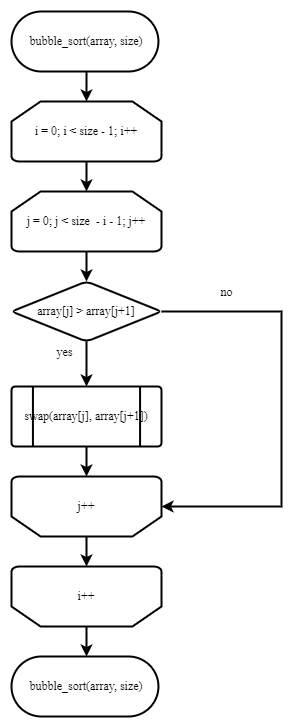 bubble_sort(array, size)
i = 0; i < size - 1; i++
j = 0; j < size - i - 1; j++
array[j] > array[j+1]
no
yes
swap(array[j], array[j+1])
j++
i++
bubble_sort(array, size)